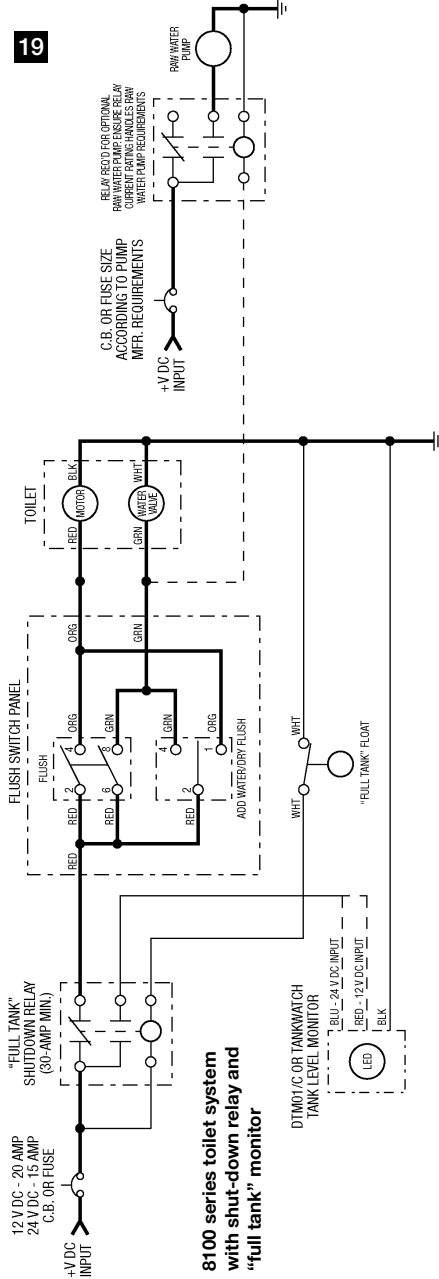 19
8100 series toilet system
with shut-down relay and
"full tank" monitor
12 V DC - 20 AMP
24 V DC - 15 AMP
C.B. OR FUSE
+V DC
INPUT
"FULL TANK"
SHUTDOWN RELAY
(30-AMP MIN.)
FLUSH SWITCH PANEL
RED
FLUSH
RED
2
4
ORG
RED
6
8
GRN
4
GRN
RED
2
1
ORG
ADD WATER/DRY FLUSH
ORG
GRN
TOILET
RED
MOTOR
BLK
GRN
WATER
VALVE
WHT
+V DC
INPUT
C.B. OR FUSE SIZE
ACCORDING TO PUMP
MFR. REQUIREMENTS
RELAY REQ'D FOR OPTIONAL
RAW WATER PUMP. ENSURE RELAY
CURRENT RATING HANDLES RAW
WATER PUMP REQUIREMENTS
RAW WATER
PUMP
WHT
WHT
"FULL TANK" FLOAT
DTM01/C OR TANKWATCH
TANK LEVEL MONITOR
LED
BLU - 24 V DC INPUT
RED - 12 V DC INPUT
BLK